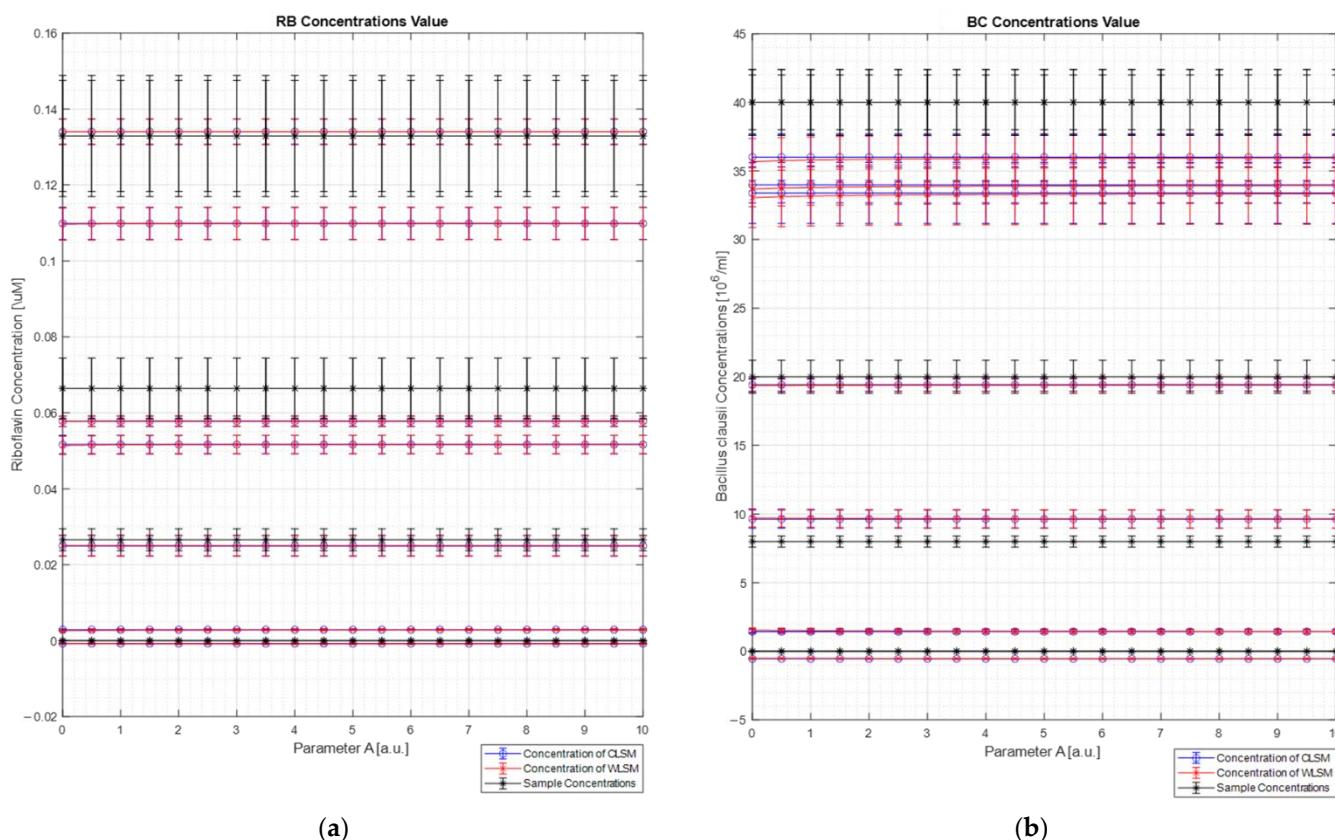 RB Concentrations Value
0.16
0.14
0.12
0.1
0.08
0.06
0.04
0.02
0
−0.02
Riboflavin Concentration [\uM]
0 1 2 3 4 5 6 7 8 9 10
Parameter A [a.u.]
Concentration of CLSM
Concentration of WLSM
Sample Concentrations
(a)
BC Concentrations Value
45
40
35
30
25
20
15
10
5
0
−5
Bacillus clausii Concentrations [10^6/ml]
0 1 2 3 4 5 6 7 8 9 1
Parameter A [a.u.]
Concentration of CLSM
Concentration of WLSM
Sample Concentrations
(b)